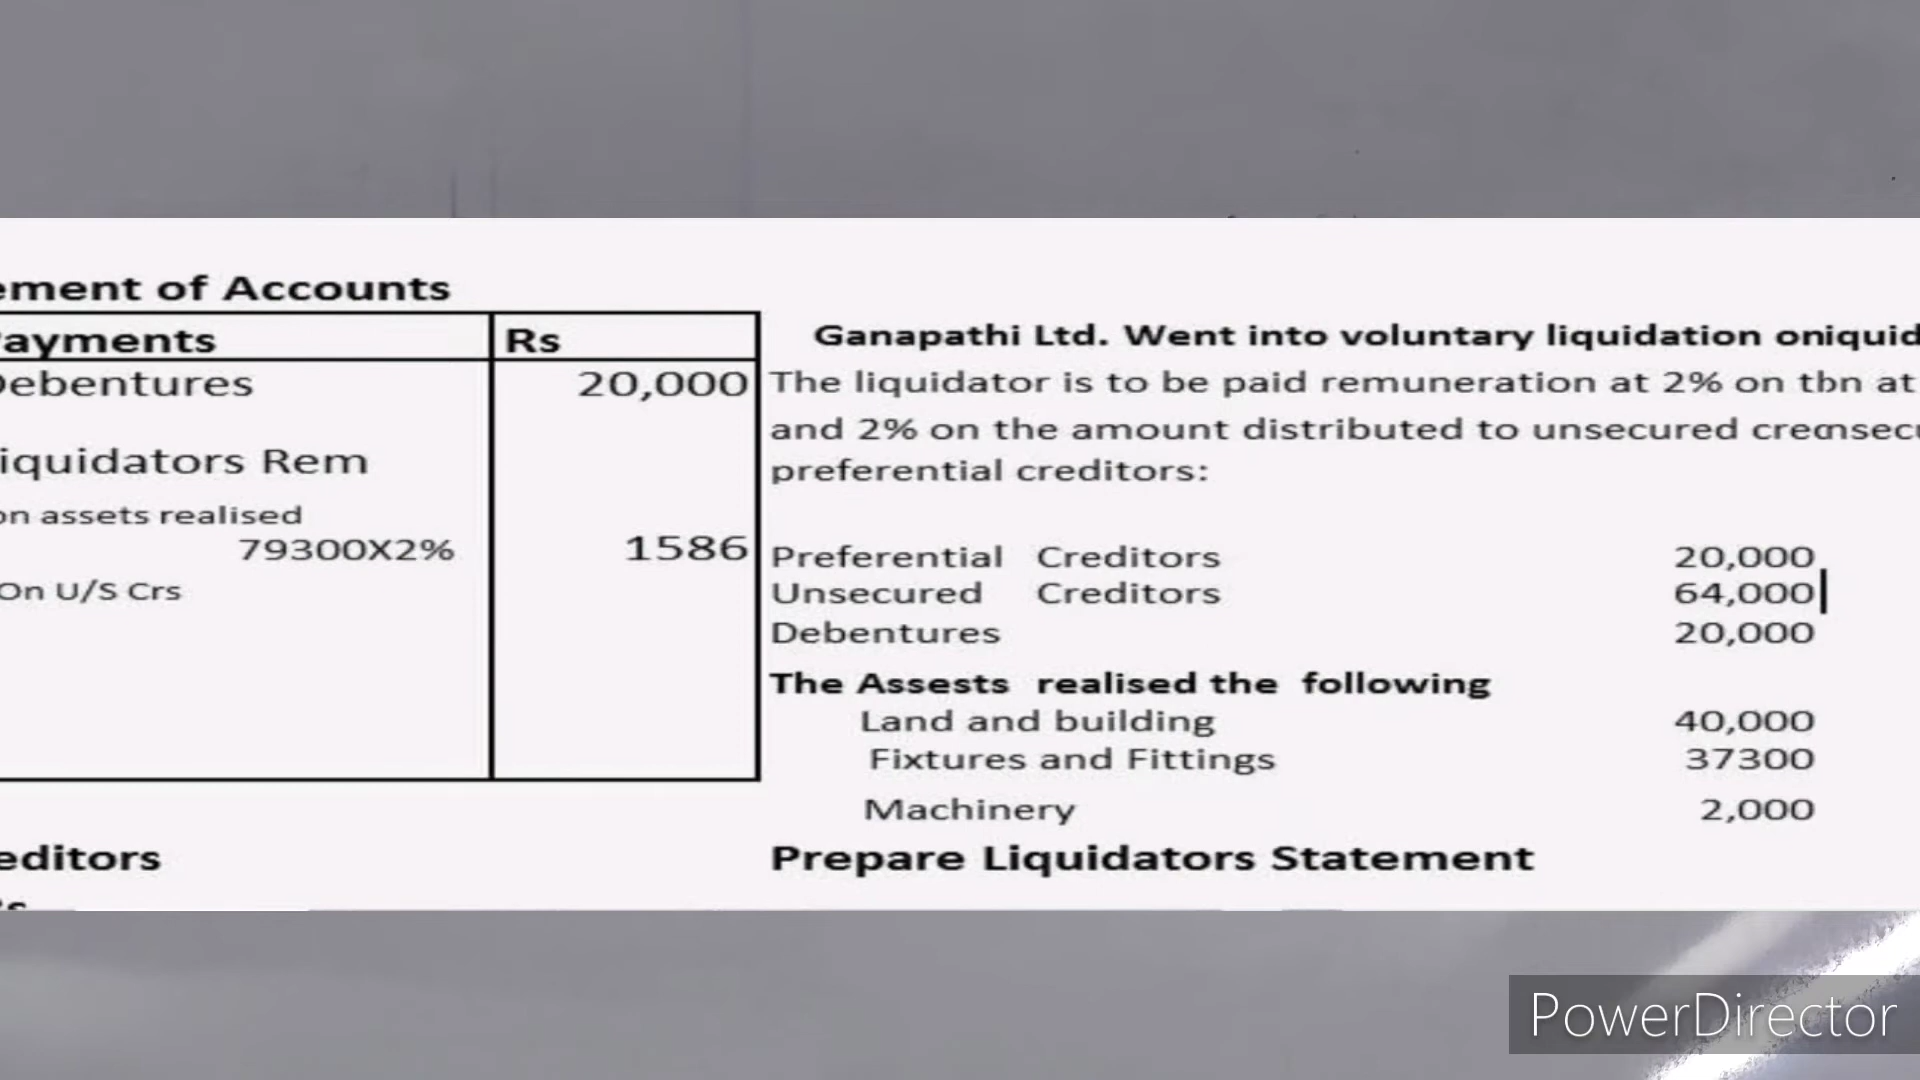 ement of Accounts
Payments Rs
Debentures 20,000
iquidators Rem
on assets realised
79300X2% 1586
On U/S Crs
editors
Ganapathi Ltd. Went into voluntary liquidation oniquid
The liquidator is to be paid remuneration at 2% on tbn at
and 2% on the amount distributed to unsecured
preferential creditors:
Preferential Creditors 20,000
Unsecured Creditors 64,000
Debentures 20,000
The Assests realised the following
Land and building 40,000
Fixtures and Fittings 37300
Machinery 2,000
Prepare Liquidators Statement
PowerDirector